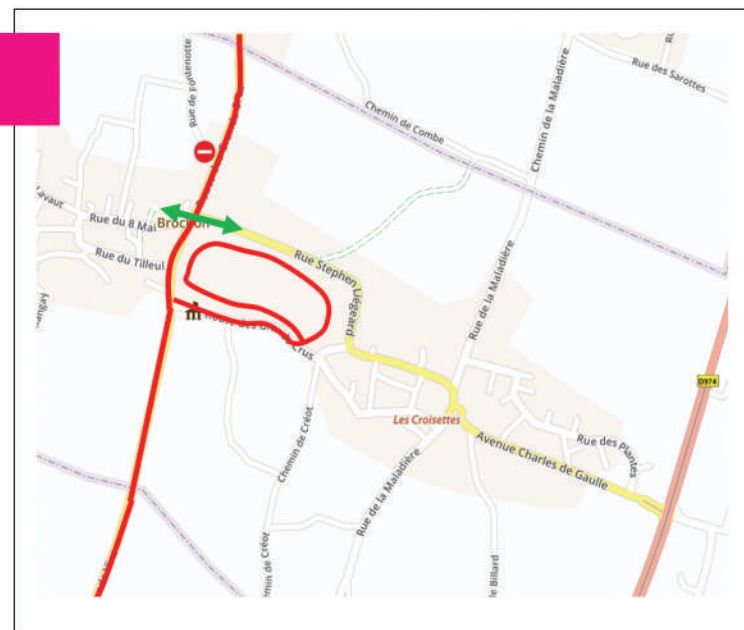 Rue de Fontenotte
Rue des Sarottes
Chemin de Combe
Chemin de la Maladière
Lavaut
Rue du 8 Mai
Rue du Tilleul
Rue Stephen Liégeard
Rue de la Maladière
Crus
D974
Les Croisettes
Chemin de Créot
Avenue Charles de Gaulle
Rue des Plantes
Rue de la Maladière